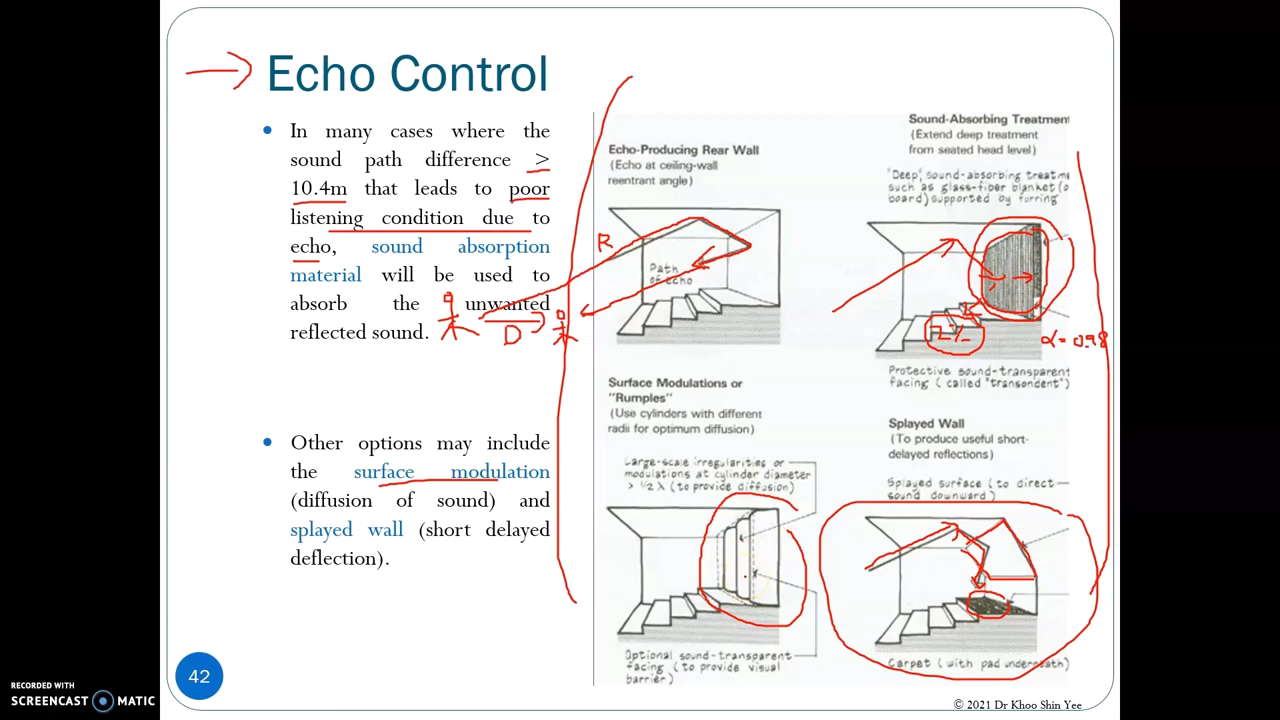 Echo Control
In many cases where the
sound path difference >
10.4m that leads to poor
listening condition due to
echo, sound absorption
material will be used to
absorb the unwanted
reflected sound.
Other options may include
the surface modulation
(diffusion of sound) and
splayed wall (short delayed
deflection).
Echo-Producing Rear Wall
(Echo at ceiling-wall
reentrant angle)
R
Path
of echo
D
Sound-Absorbing Treatment
(Extend deep treatment
from seated head level)
"Deep", sound-absorbing treatm
such as glass-fiber blanket (o
board) supported by furring
2%
α = 0.98
Protective sound-transparent
facing (called "transondent")
Surface Modulations or
"Rumples"
(Use cylinders with different
radii for optimum diffusion)
Large-scale irregularities or
modulations at cylinder diameter
> 1/2 λ (to provide diffusion)
Optional sound-transparent
facing (to provide visual
barrier)
Splayed Wall
(To produce useful short-
delayed reflections)
Splayed surface (to direct
sound downward)
Carpet (with pad underneath)
42
RECORDED WITH
SCREENCAST MATIC
© 2021 Dr Khoo Shin Yee